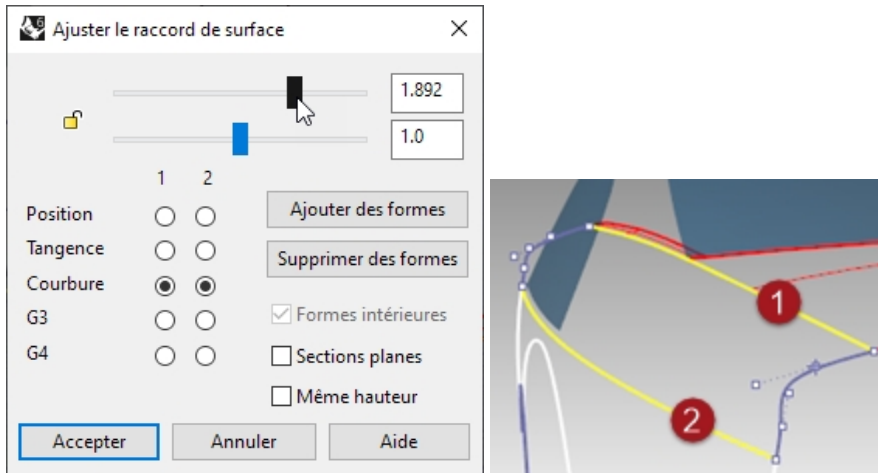 Ajuster le raccord de surface
1.892
1.0
1 2
Position
Tangence
Courbure
G3
G4
Ajouter des formes
Supprimer des formes
Formes intérieures
Sections planes
Même hauteur
Accepter Annuler Aide
1
2